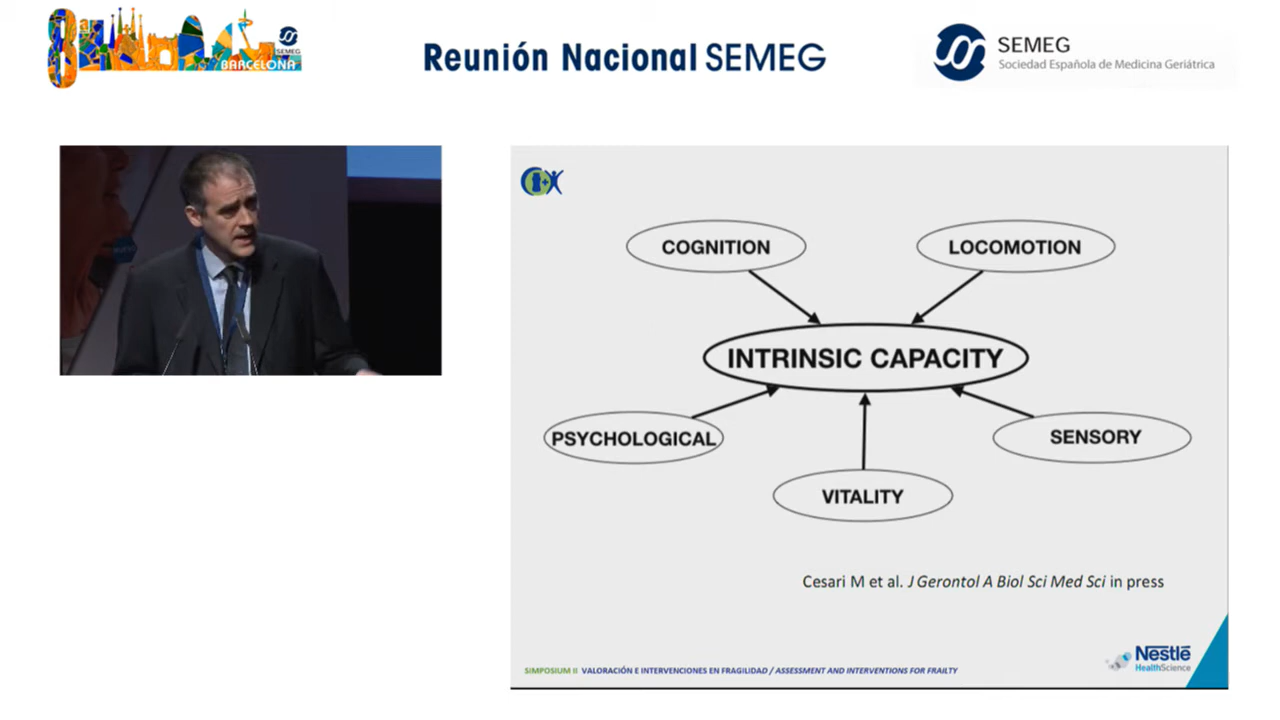 8ª
SEMEG
BARCELONA
Reunión Nacional SEMEG
SEMEG
Sociedad Española de Medicina Geriátrica
COGNITION
LOCOMOTION
INTRINSIC CAPACITY
PSYCHOLOGICAL
SENSORY
VITALITY
Cesari M et al. J Gerontol A Biol Sci Med Sci in press
Nestlé
HealthScience
SIMPOSIUM II VALORACIÓN E INTERVENCIONES EN FRAGILIDAD / ASSESSMENT AND INTERVENTIONS FOR FRAILTY